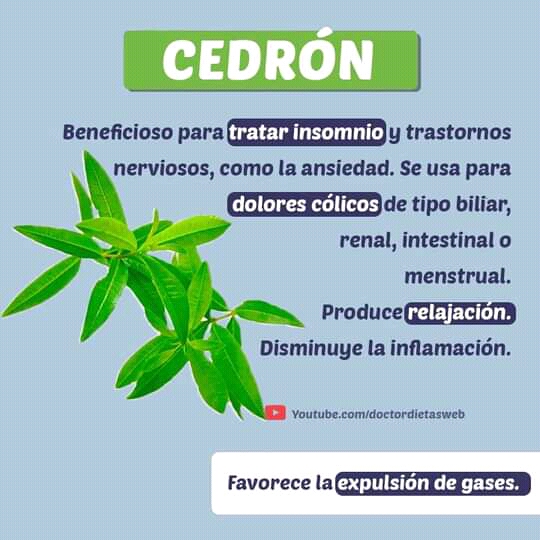 CEDRÓN
Beneficioso para tratar insomnio y trastornos
nerviosos, como la ansiedad. Se usa para
dolores cólicos de tipo biliar,
renal, intestinal o
menstrual.
Produce relajación.
Disminuye la inflamación.
Youtube.com/doctordietasweb
Favorece la expulsión de gases.